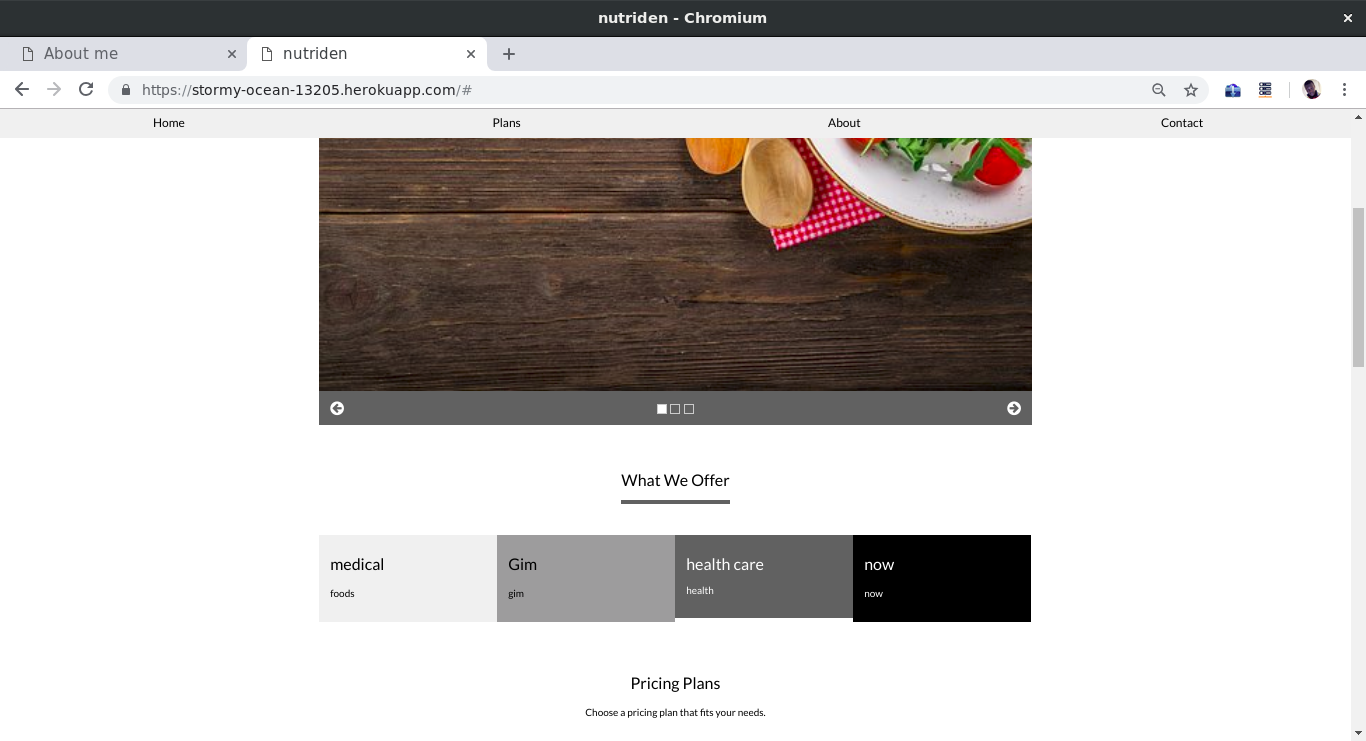 nutriden - Chromium
About me
nutriden
https://stormy-ocean-13205.herokuapp.com/#
Home Plans About Contact
What We Offer
medical Gim health care now
foods gim health now
Pricing Plans
Choose a pricing plan that fits your needs.